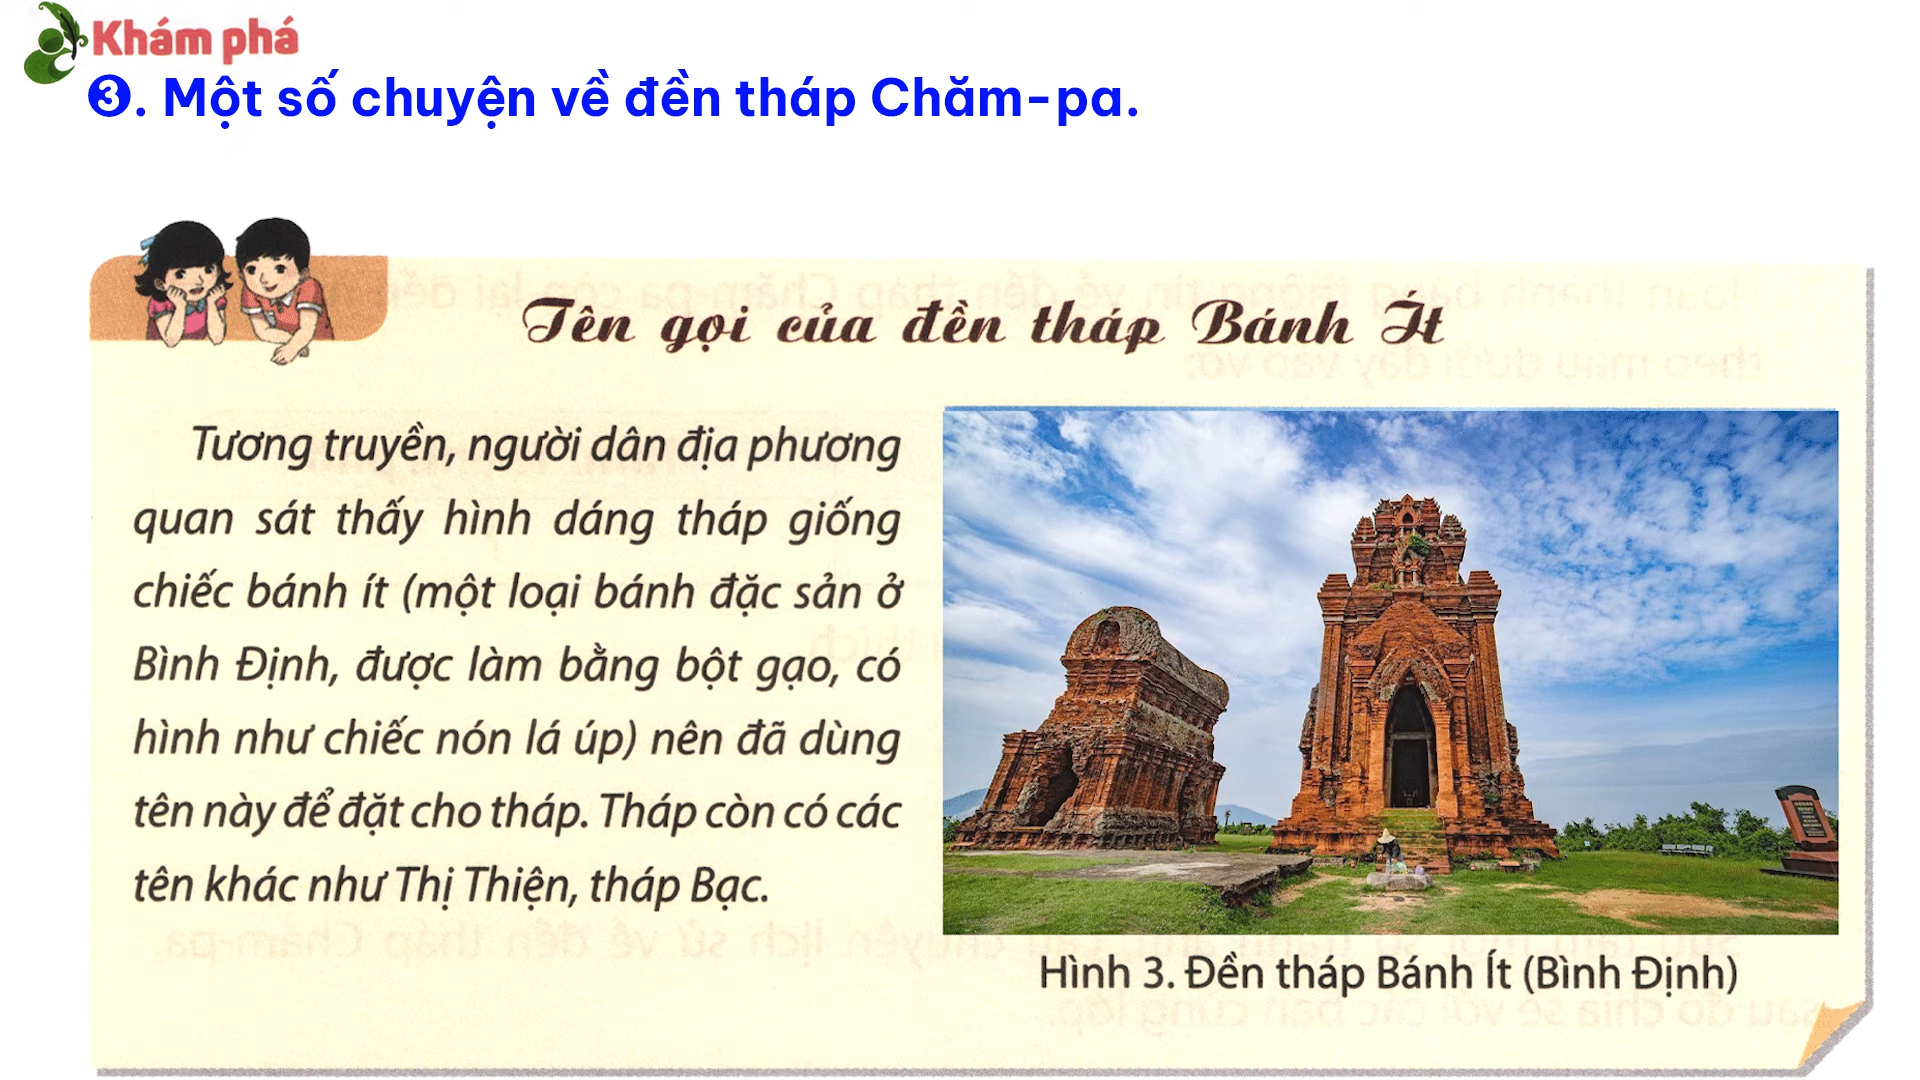 Khám phá
❸. Một số chuyện về đền tháp Chăm-pa.
Tên gọi của đền tháp Bánh Ít
Tương truyền, người dân địa phương
quan sát thấy hình dáng tháp giống
chiếc bánh ít (một loại bánh đặc sản ở
Bình Định, được làm bằng bột gạo, có
hình như chiếc nón lá úp) nên đã dùng
tên này để đặt cho tháp. Tháp còn có các
tên khác như Thị Thiện, tháp Bạc.
Hình 3. Đền tháp Bánh Ít (Bình Định)